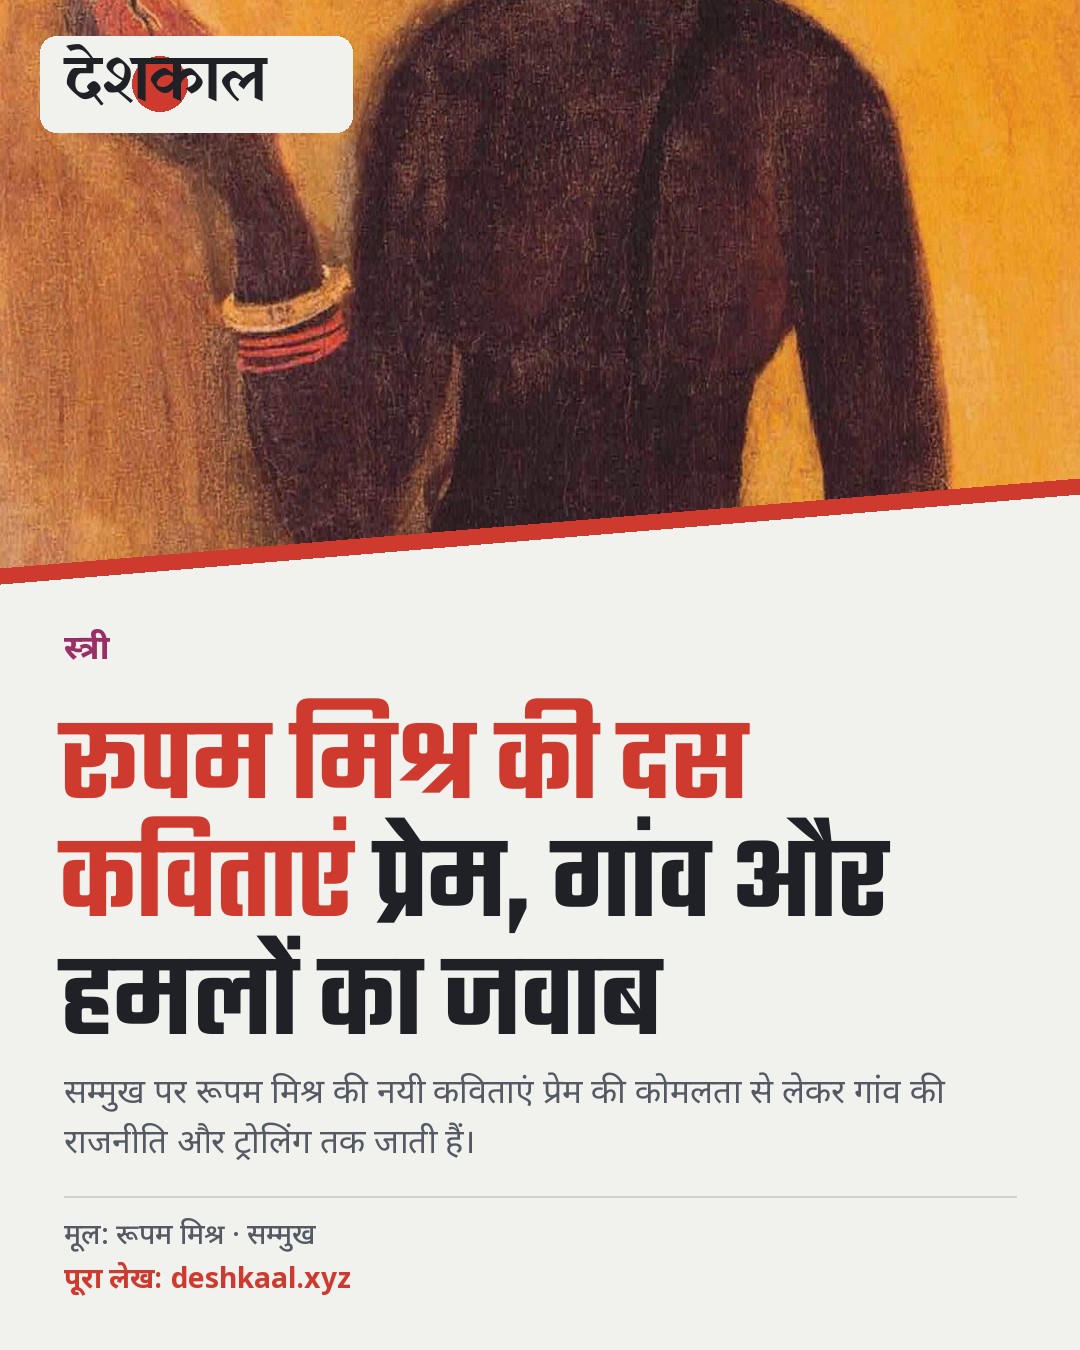 देशकाल
स्त्री
रूपम मिश्र की दस
कविताएं प्रेम, गांव और
हमलों का जवाब
सम्मुख पर रूपम मिश्र की नयी कविताएं प्रेम की कोमलता से लेकर गांव की
राजनीति और ट्रोलिंग तक जाती हैं।
मूल: रूपम मिश्र · सम्मुख
पूरा लेख: deshkaal.xyz